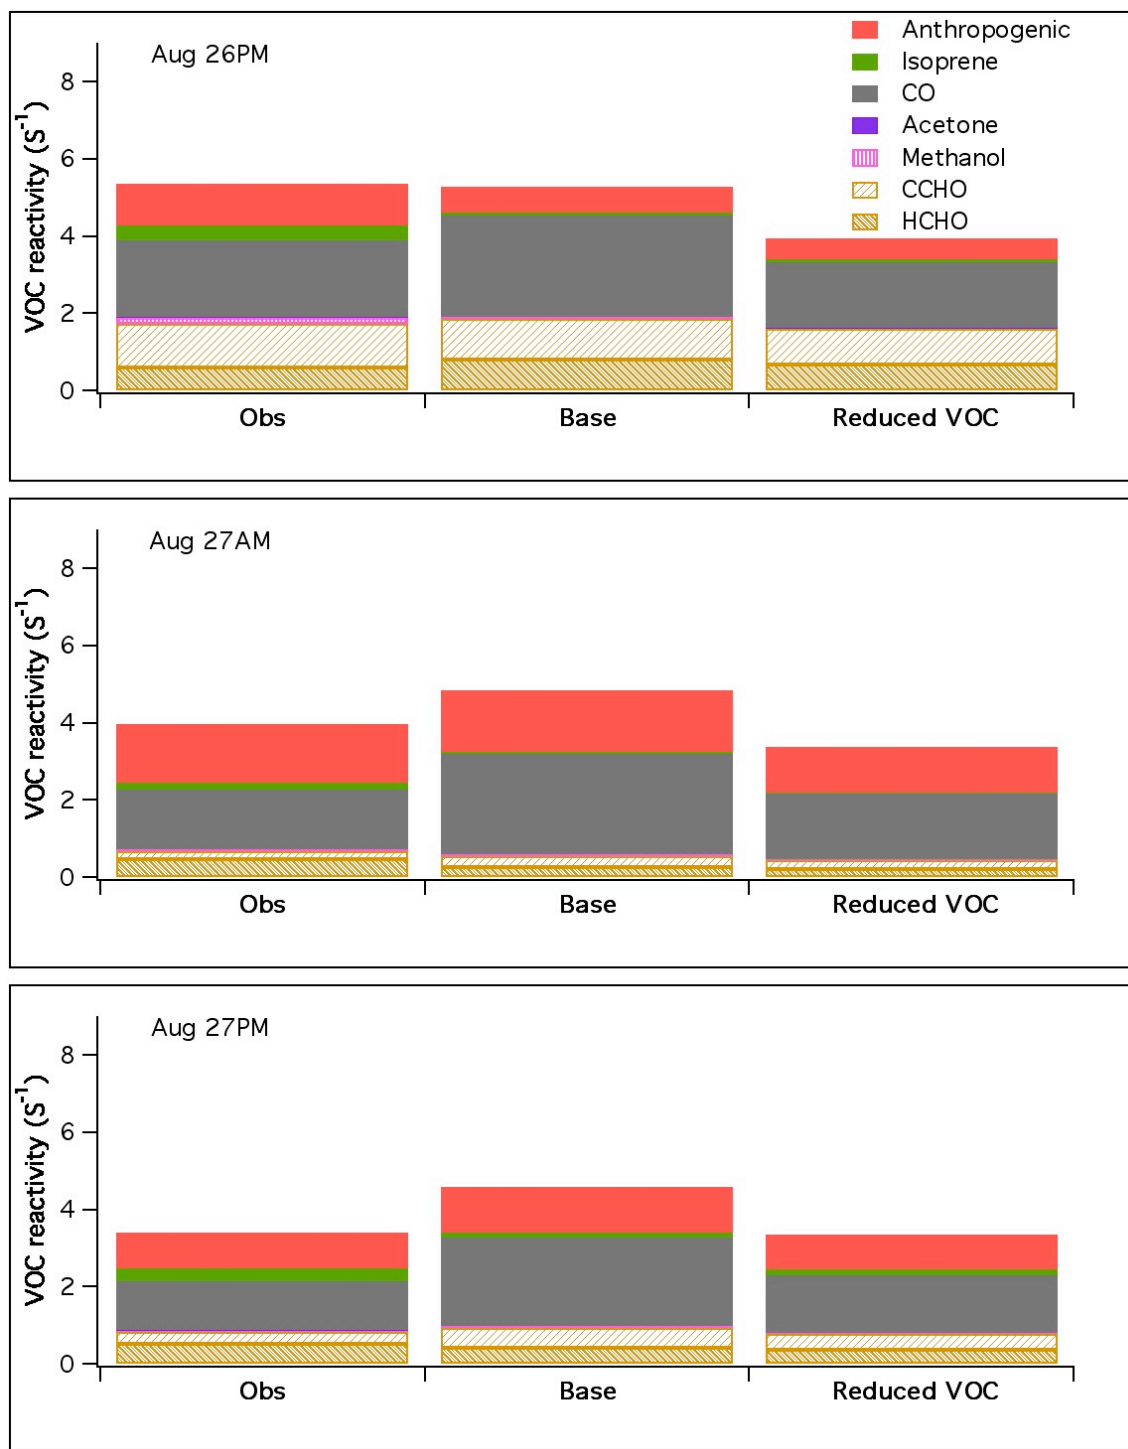 Aug 26PM
Anthropogenic
Isoprene
CO
Acetone
Methanol
CCHO
HCHO
VOC reactivity (S⁻¹)
8
6
4
2
0
Obs Base Reduced VOC
Aug 27AM
VOC reactivity (S⁻¹)
8
6
4
2
0
Obs Base Reduced VOC
Aug 27PM
VOC reactivity (S⁻¹)
8
6
4
2
0
Obs Base Reduced VOC